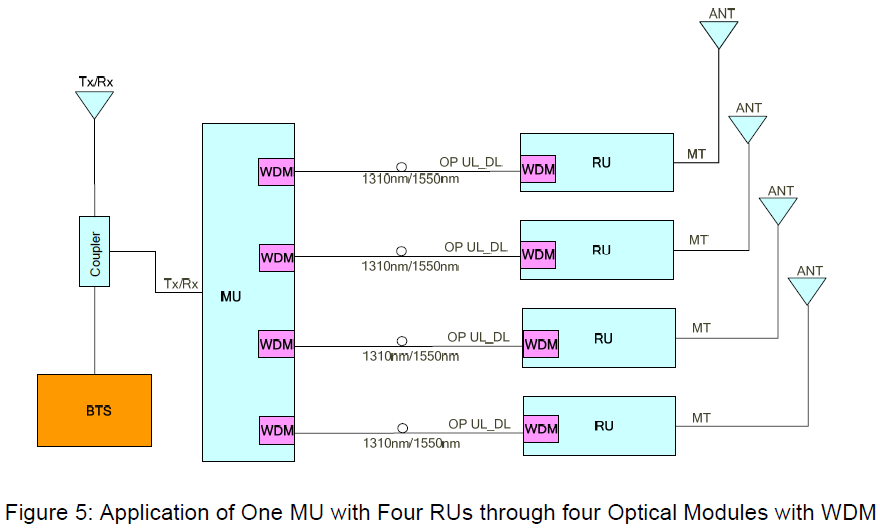 ANT
Tx/Rx
ANT
WDM
OP UL_DL
WDM
RU
MT
1310nm/1550nm
ANT
Coupler
WDM
OP UL_DL
WDM
RU
MT
1310nm/1550nm
ANT
Tx/Rx
MU
WDM
OP UL_DL
WDM
RU
MT
1310nm/1550nm
BTS
WDM
OP UL_DL
WDM
RU
MT
1310nm/1550nm
Figure 5: Application of One MU with Four RUs through four Optical Modules with WDM